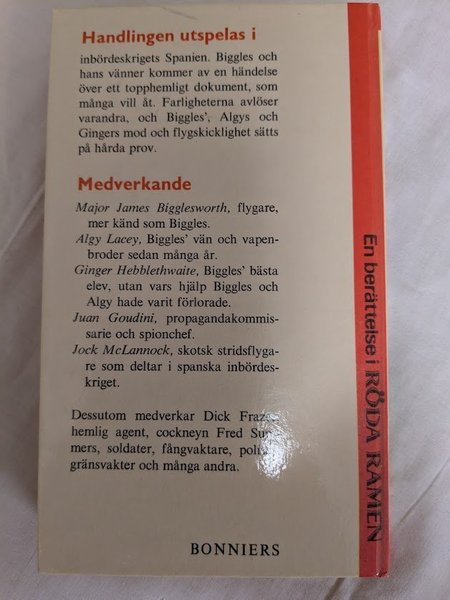 Handlingen utspelas i
inbördeskrigets Spanien. Biggles och
hans vänner kommer av en händelse
över ett topphemligt dokument, som
många vill åt. Farligheterna avlöser
varandra, och Biggles', Algys och
Gingers mod och flygskicklighet sätts
på hårda prov.
Medverkande
Major James Bigglesworth, flygare,
mer känd som Biggles.
Algy Lacey, Biggles' vän och vapen-
broder sedan många år.
Ginger Hebblethwaite, Biggles' bästa
elev, utan vars hjälp Biggles och
Algy hade varit förlorade.
Juan Goudini, propagandakommis-
sarie och spionchef.
Jock McLannock, skotsk stridsflyga-
re som deltar i spanska inbördes-
kriget.
Dessutom medverkar Dick
hemlig agent, cockneyn Fred
mers, soldater, fångvaktare,
gränsvakter och många andra.
BONNIERS
En berättelse i RÖDA RAMEN